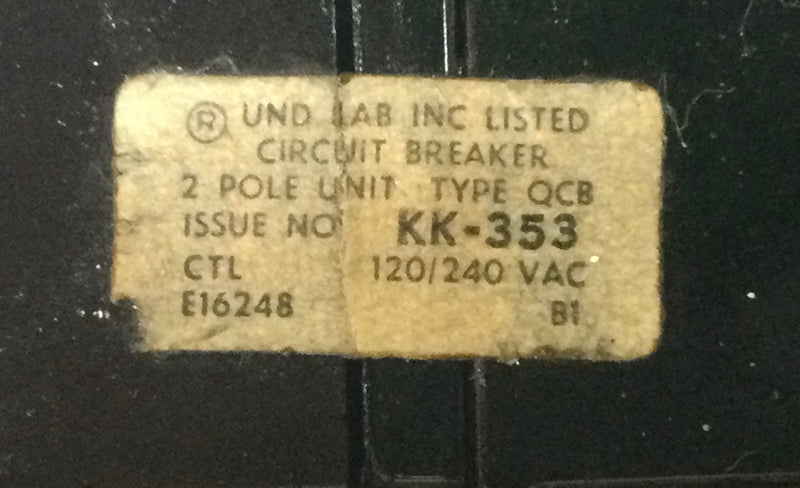 ® UND LAB INC LISTED
CIRCUIT BREAKER
2 POLE UNIT TYPE QCB
ISSUE NO KK-353
CTL 120/240 VAC
E16248 B1